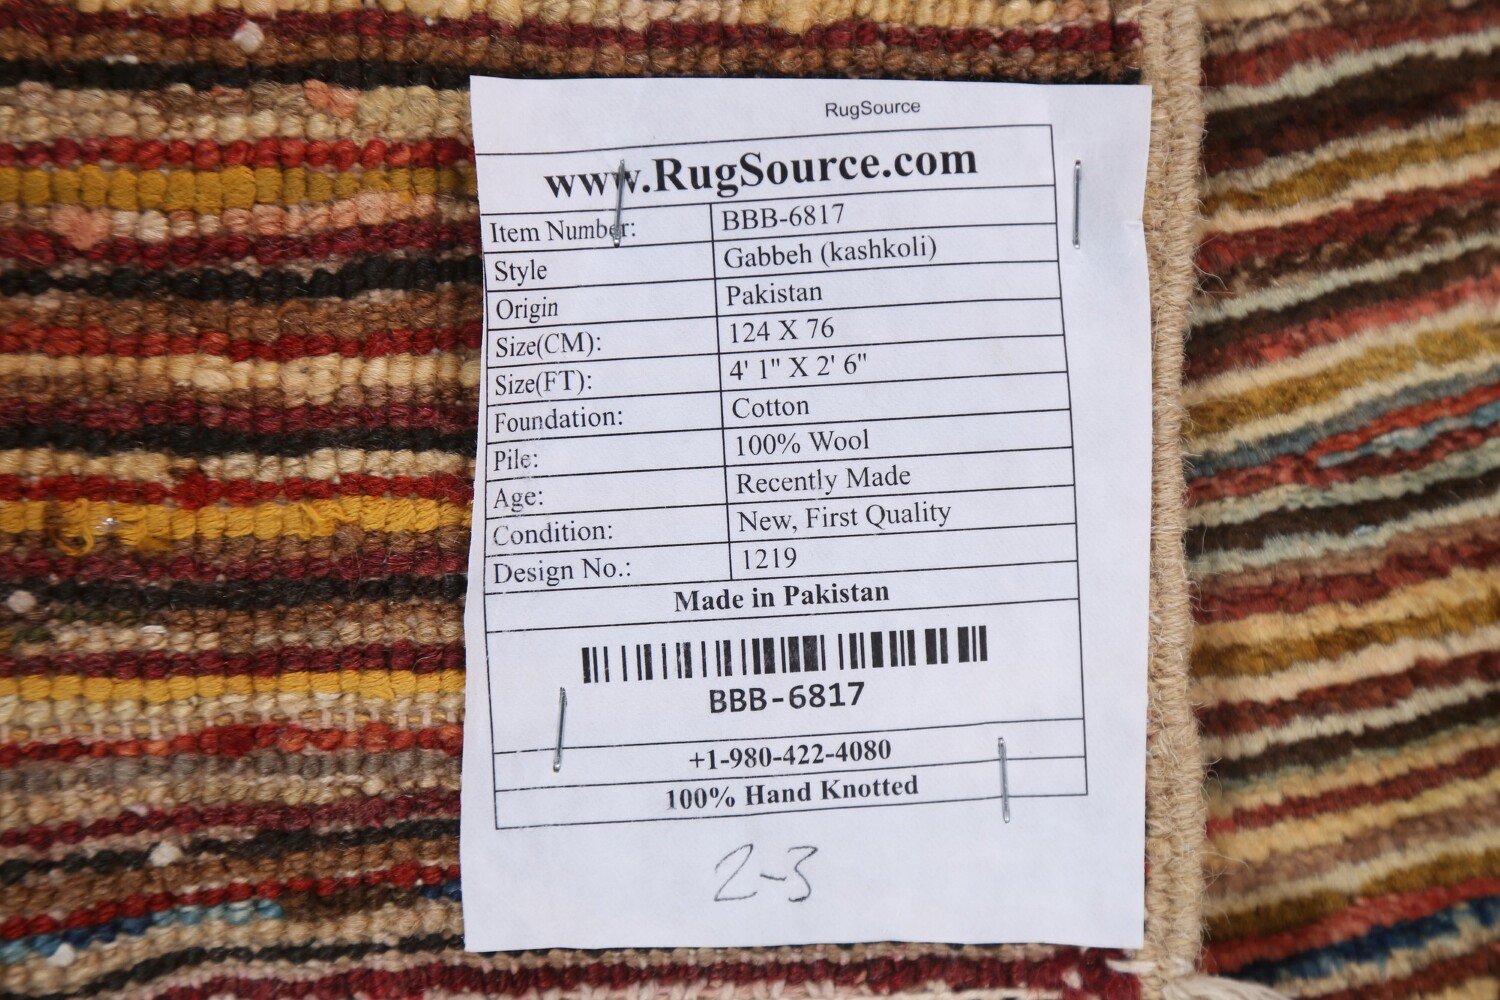 RugSource
www.RugSource.com
Item Number: BBB-6817
Style Gabbeh (kashkoli)
Origin Pakistan
Size(CM): 124 X 76
Size(FT): 4' 1" X 2' 6"
Foundation: Cotton
Pile: 100% Wool
Age: Recently Made
Condition: New, First Quality
Design No.: 1219
Made in Pakistan
BBB-6817
+1-980-422-4080
100% Hand Knotted
2-3